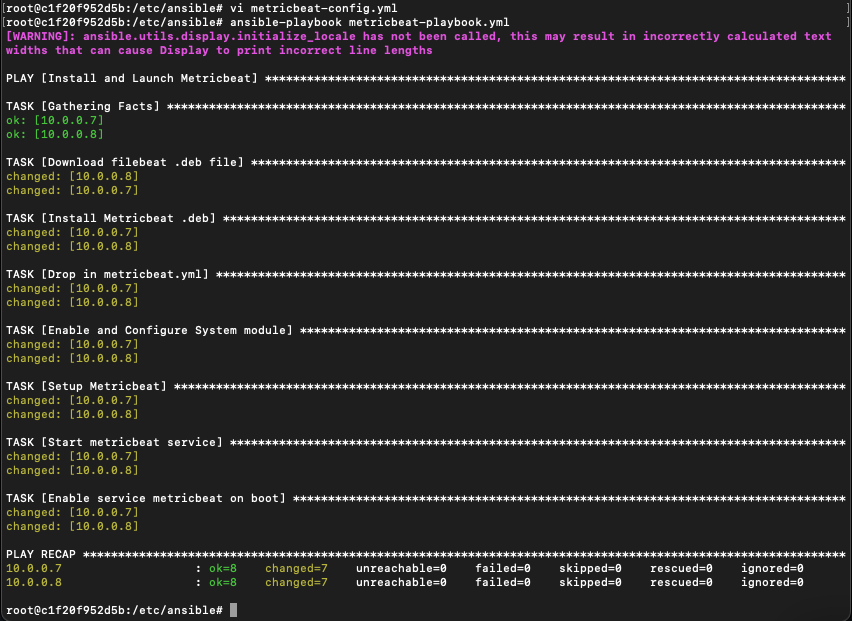 [root@c1f20f952d5b:/etc/ansible# vi metricbeat-config.yml ]
[root@c1f20f952d5b:/etc/ansible# ansible-playbook metricbeat-playbook.yml ]
[WARNING]: ansible.utils.display.initialize_locale has not been called, this may result in incorrectly calculated text
widths that can cause Display to print incorrect line lengths
PLAY [Install and Launch Metricbeat] ***********************************************************************************
TASK [Gathering Facts] *************************************************************************************************
ok: [10.0.0.7]
ok: [10.0.0.8]
TASK [Download filebeat .deb file] *************************************************************************************
changed: [10.0.0.8]
changed: [10.0.0.7]
TASK [Install Metricbeat .deb] *****************************************************************************************
changed: [10.0.0.7]
changed: [10.0.0.8]
TASK [Drop in metricbeat.yml] ******************************************************************************************
changed: [10.0.0.7]
changed: [10.0.0.8]
TASK [Enable and Configure System module] ******************************************************************************
changed: [10.0.0.7]
changed: [10.0.0.8]
TASK [Setup Metricbeat] ************************************************************************************************
changed: [10.0.0.7]
changed: [10.0.0.8]
TASK [Start metricbeat service] ****************************************************************************************
changed: [10.0.0.7]
changed: [10.0.0.8]
TASK [Enable service metricbeat on boot] *******************************************************************************
changed: [10.0.0.7]
changed: [10.0.0.8]
PLAY RECAP *************************************************************************************************************
10.0.0.7                   : ok=8    changed=7    unreachable=0    failed=0    skipped=0    rescued=0    ignored=0
10.0.0.8                   : ok=8    changed=7    unreachable=0    failed=0    skipped=0    rescued=0    ignored=0
root@c1f20f952d5b:/etc/ansible#